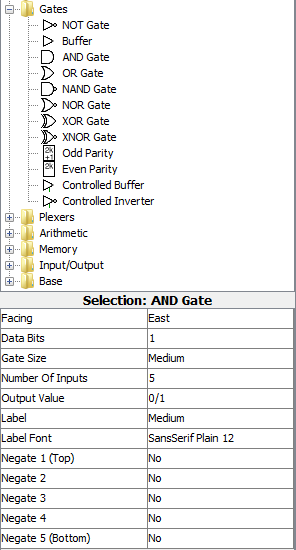 Gates
NOT Gate
Buffer
AND Gate
OR Gate
NAND Gate
NOR Gate
XOR Gate
XNOR Gate
2k+1 Odd Parity
2k Even Parity
Controlled Buffer
Controlled Inverter
Plexers
Arithmetic
Memory
Input/Output
Base
Selection: AND Gate
Facing East
Data Bits 1
Gate Size Medium
Number Of Inputs 5
Output Value 0/1
Label Medium
Label Font SansSerif Plain 12
Negate 1 (Top) No
Negate 2 No
Negate 3 No
Negate 4 No
Negate 5 (Bottom) No